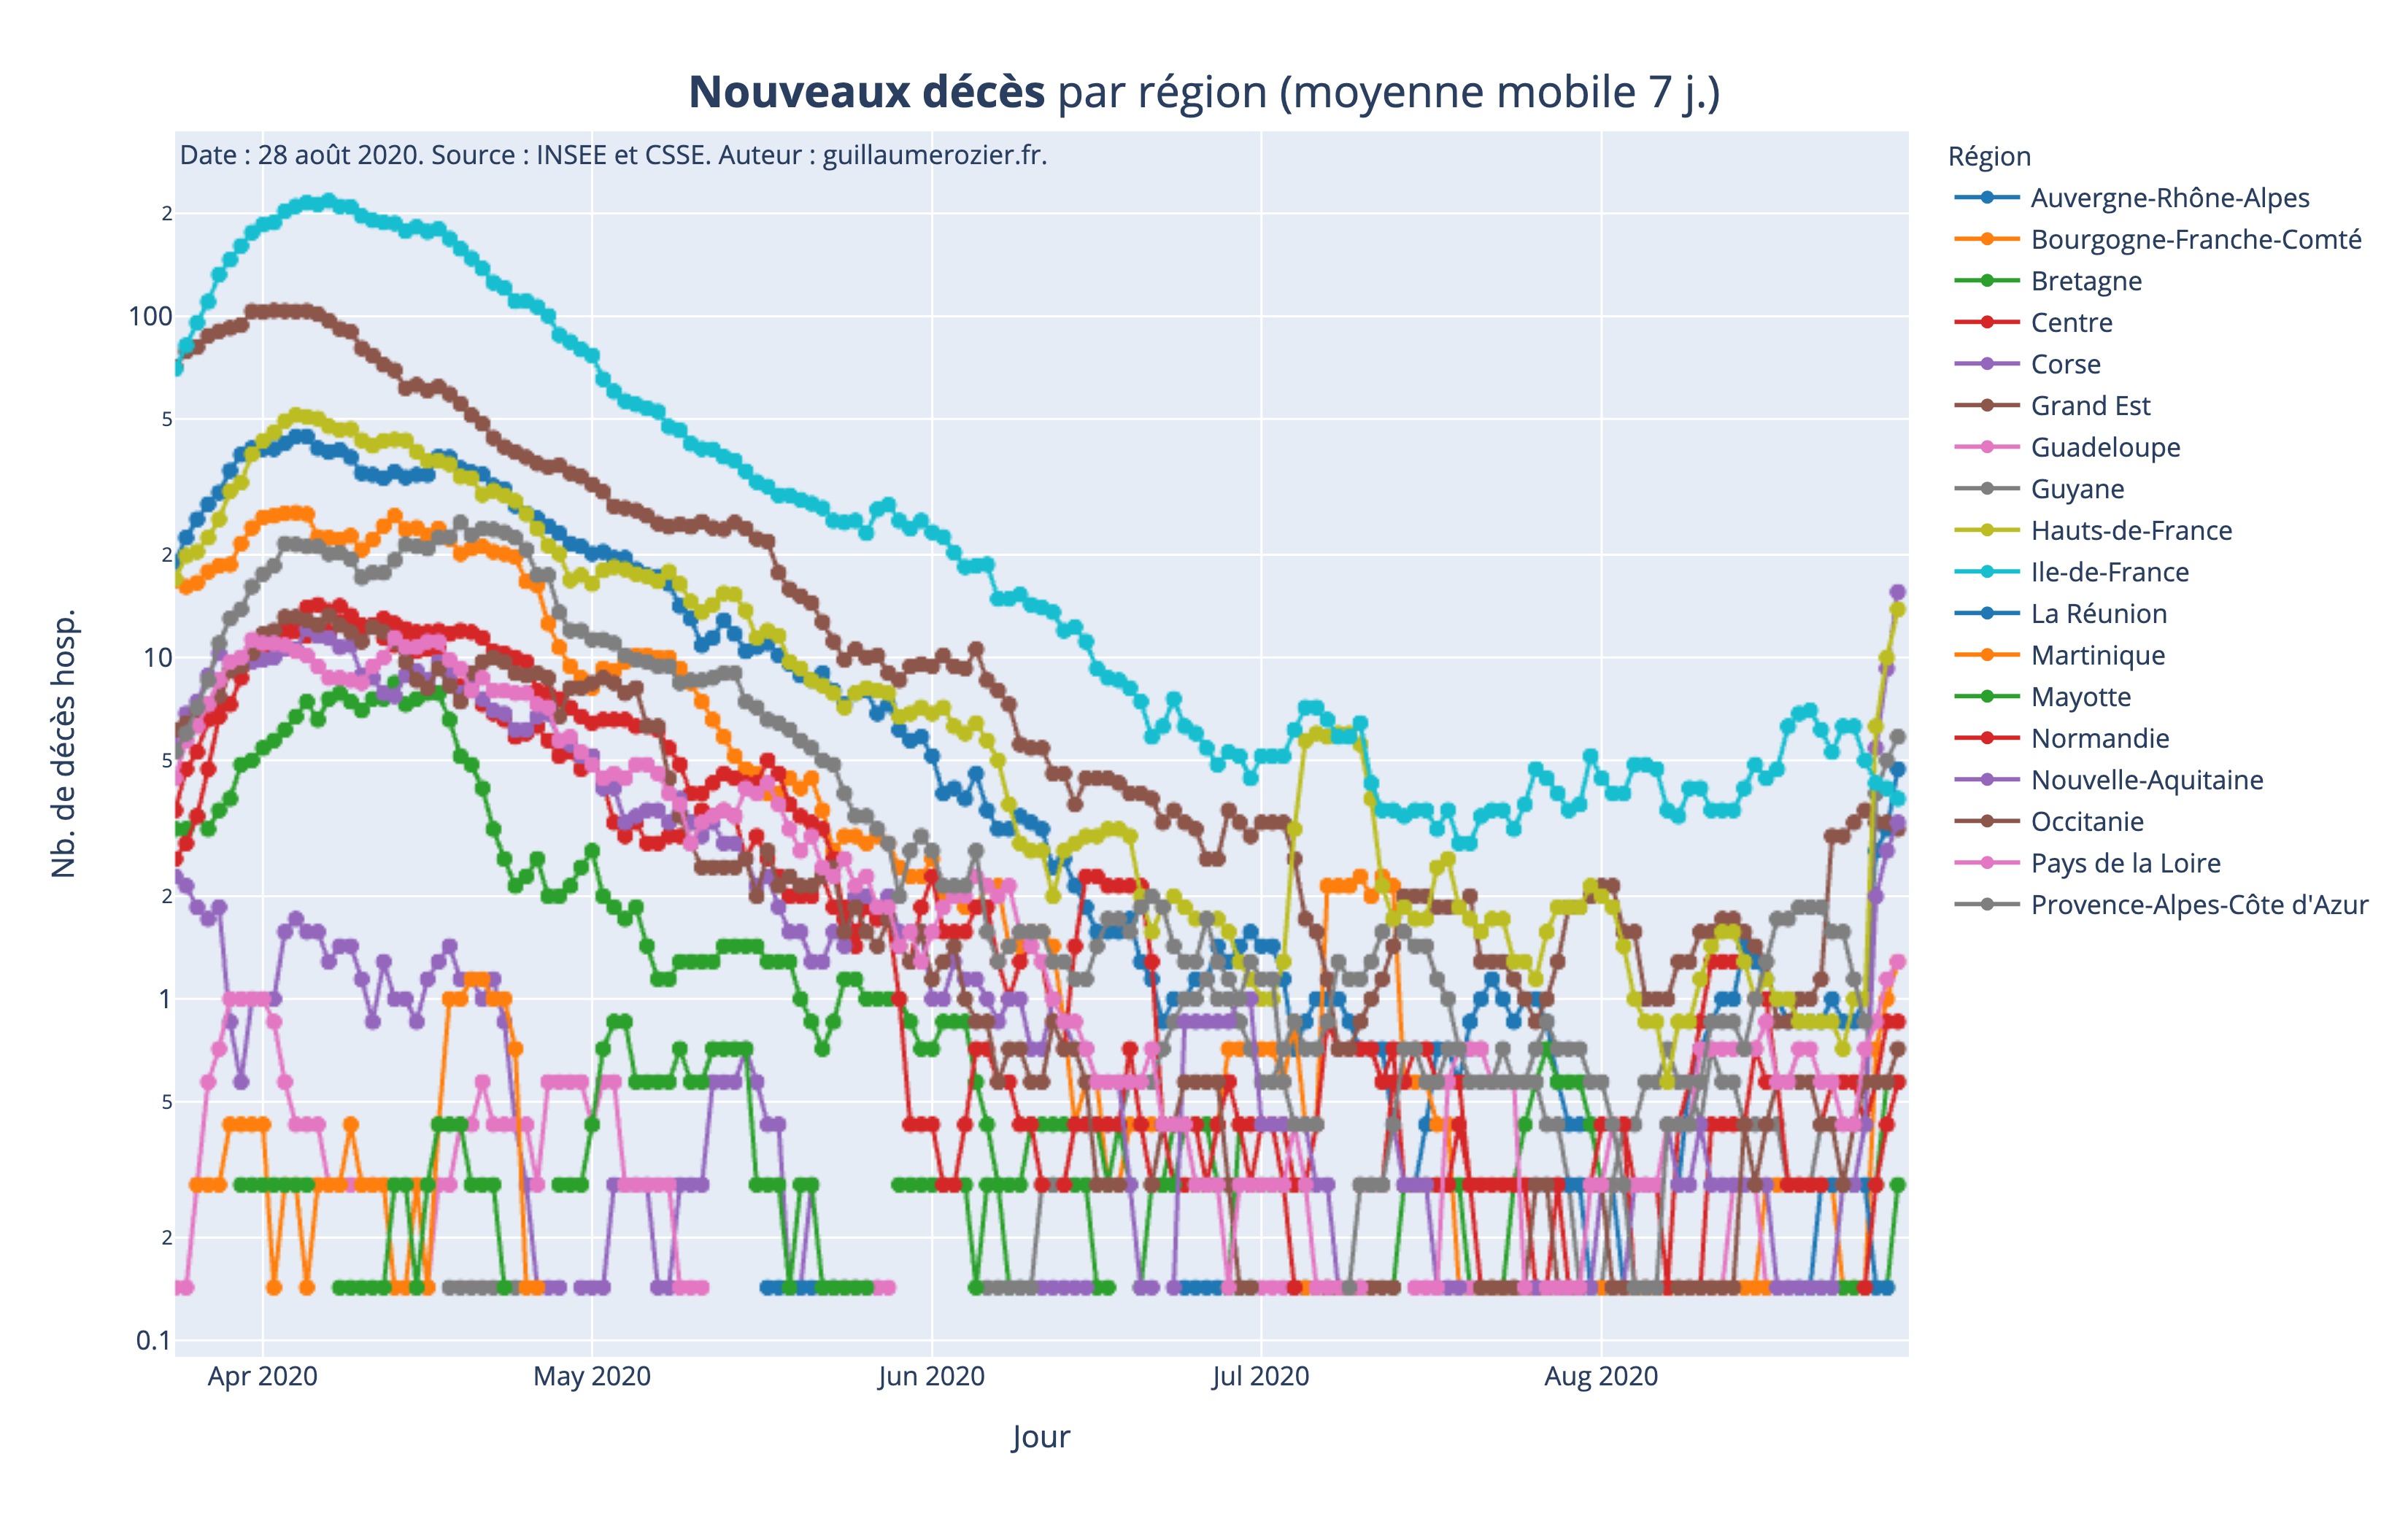 Nouveaux décès par région (moyenne mobile 7 j.)
Date : 28 août 2020. Source : INSEE et CSSE. Auteur : guillaumerozier.fr.
Nb. de décès hosp.
2
100
5
2
10
5
2
1
5
2
0.1
Apr 2020
May 2020
Jun 2020
Jul 2020
Aug 2020
Jour
Région
Auvergne-Rhône-Alpes
Bourgogne-Franche-Comté
Bretagne
Centre
Corse
Grand Est
Guadeloupe
Guyane
Hauts-de-France
Ile-de-France
La Réunion
Martinique
Mayotte
Normandie
Nouvelle-Aquitaine
Occitanie
Pays de la Loire
Provence-Alpes-Côte d'Azur